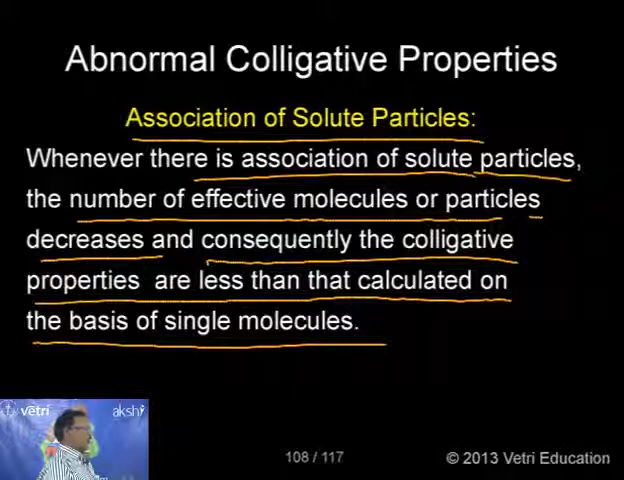 Abnormal Colligative Properties
Association of Solute Particles:
Whenever there is association of solute particles,
the number of effective molecules or particles
decreases and consequently the colligative
properties are less than that calculated on
the basis of single molecules.
vetri
akshi
108 / 117
© 2013 Vetri Education